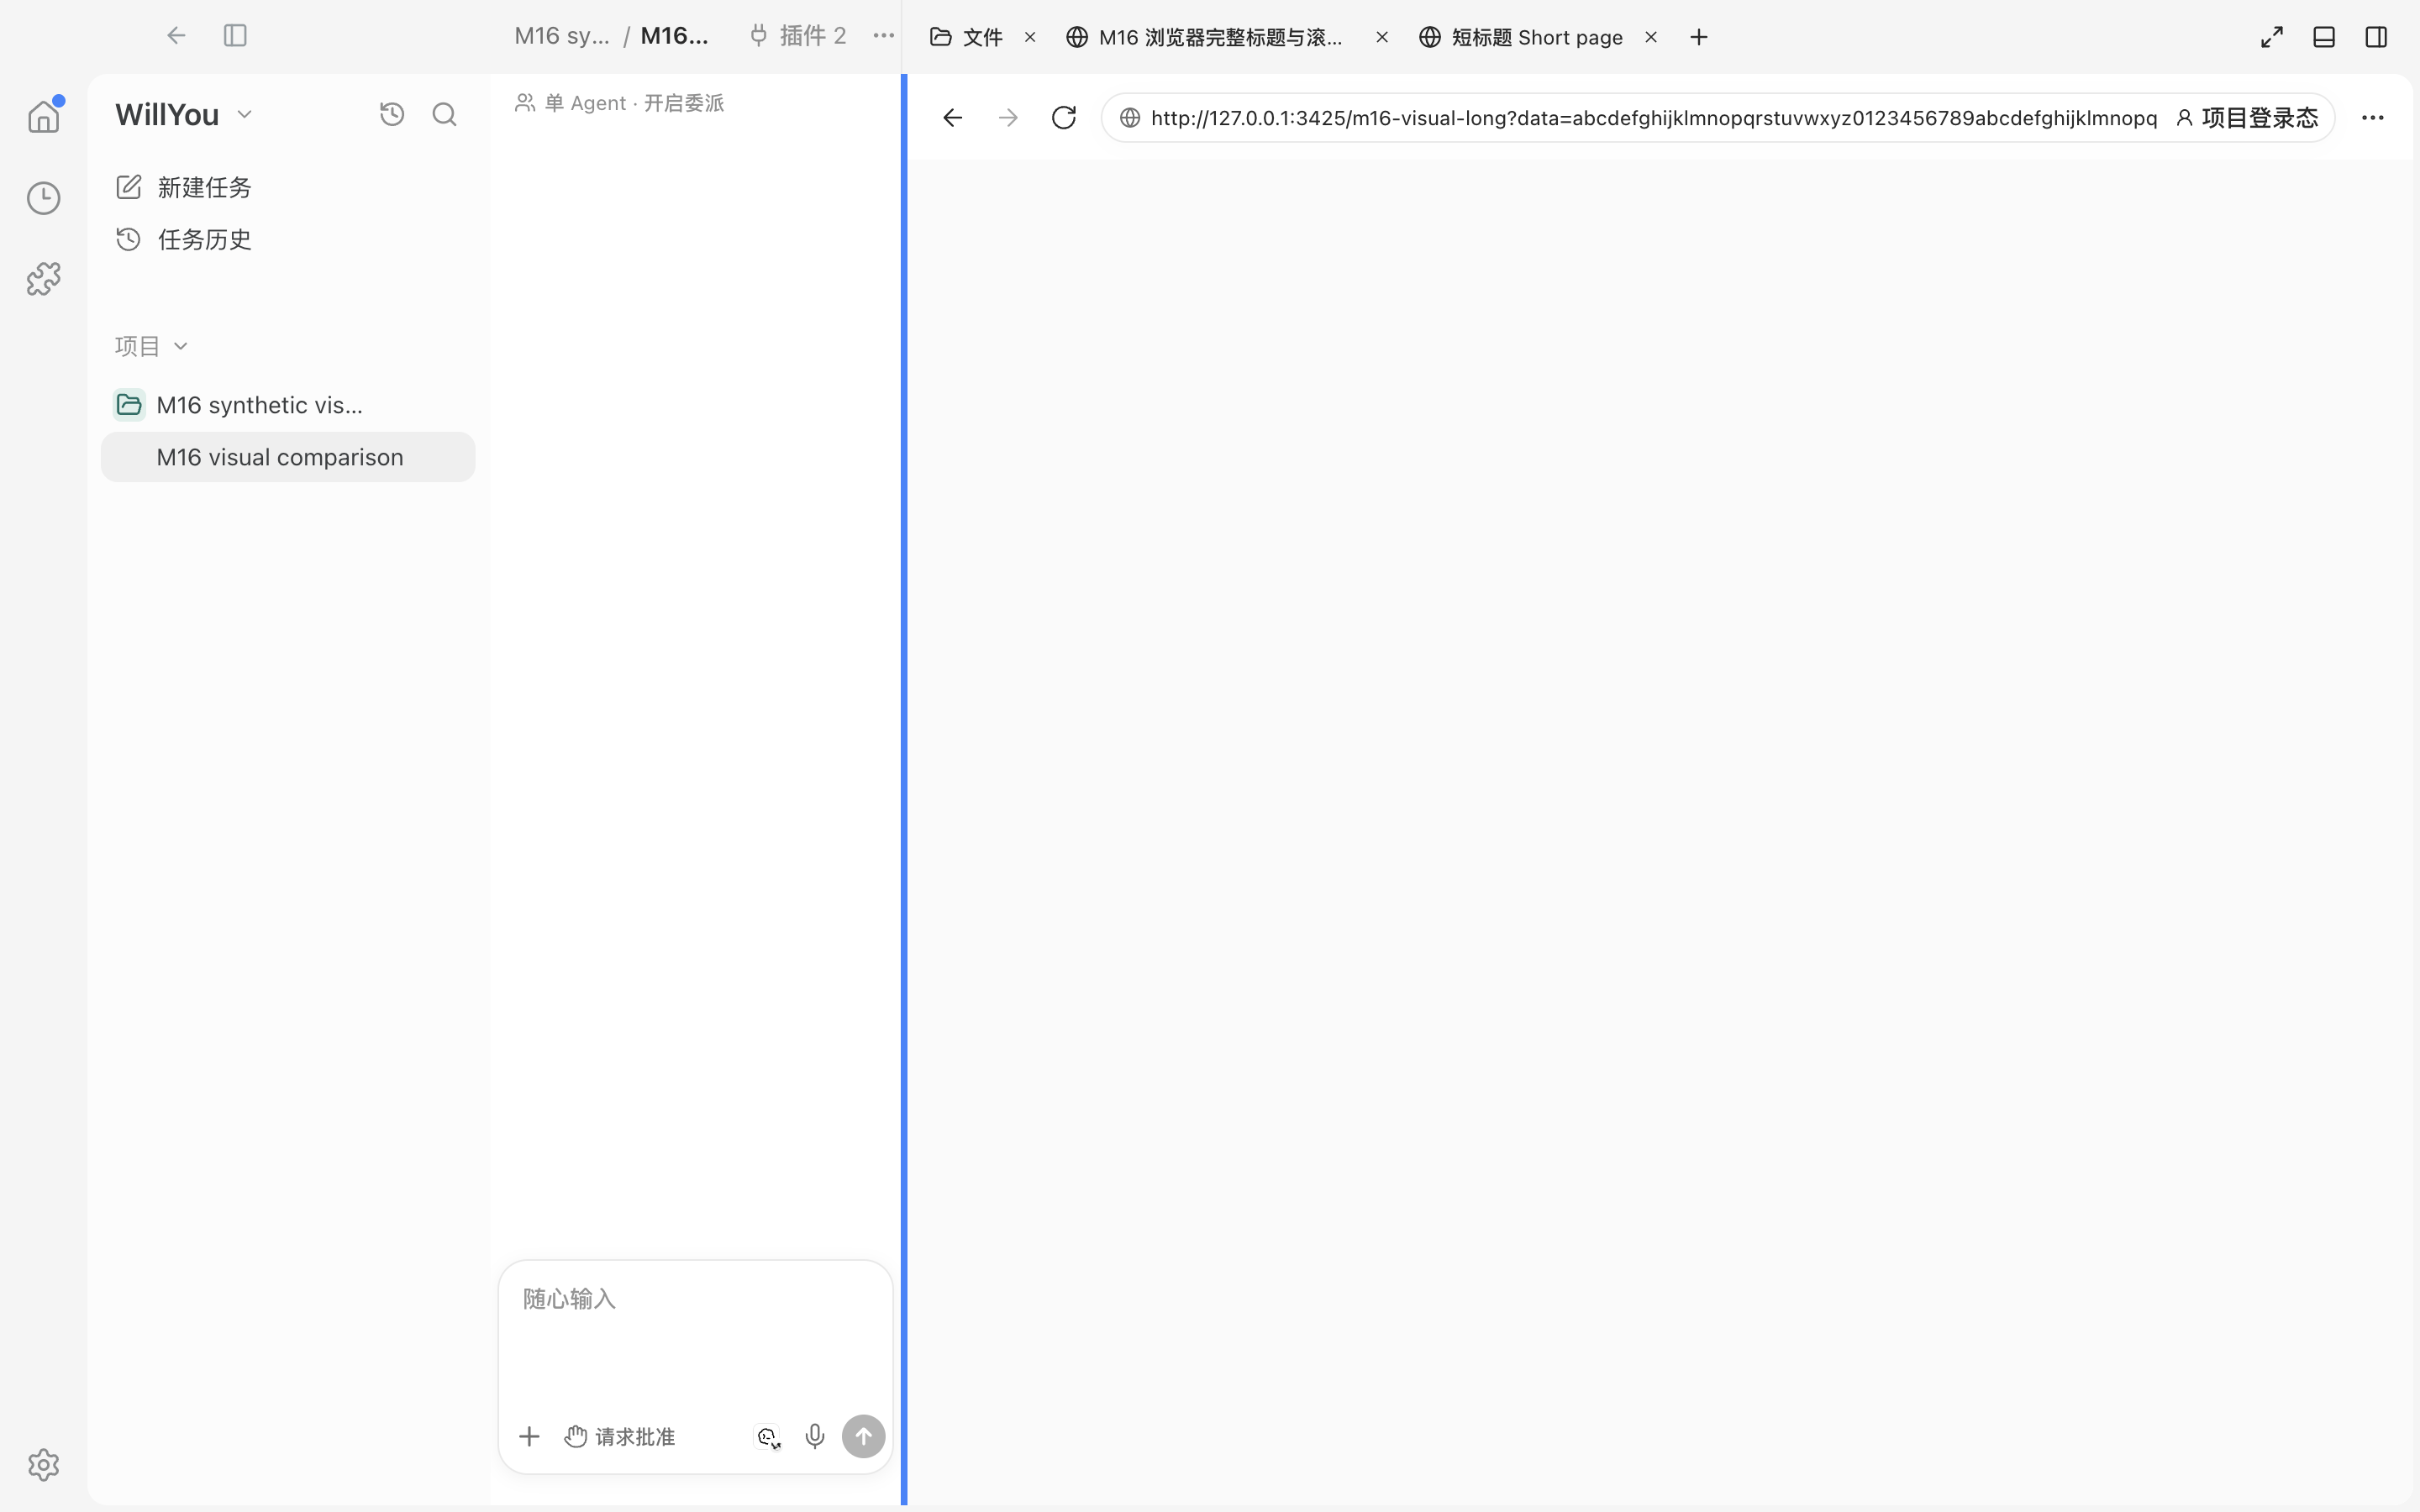 M16 sy... / M16... 插件 2
文件
M16 浏览器完整标题与滚...
短标题 Short page
WillYou
新建任务
任务历史
项目
M16 synthetic vis...
M16 visual comparison
单 Agent · 开启委派
随心输入
请求批准
http://127.0.0.1:3425/m16-visual-long?data=abcdefghijklmnopqrstuvwxyz0123456789abcdefghijklmnopq
项目登录态